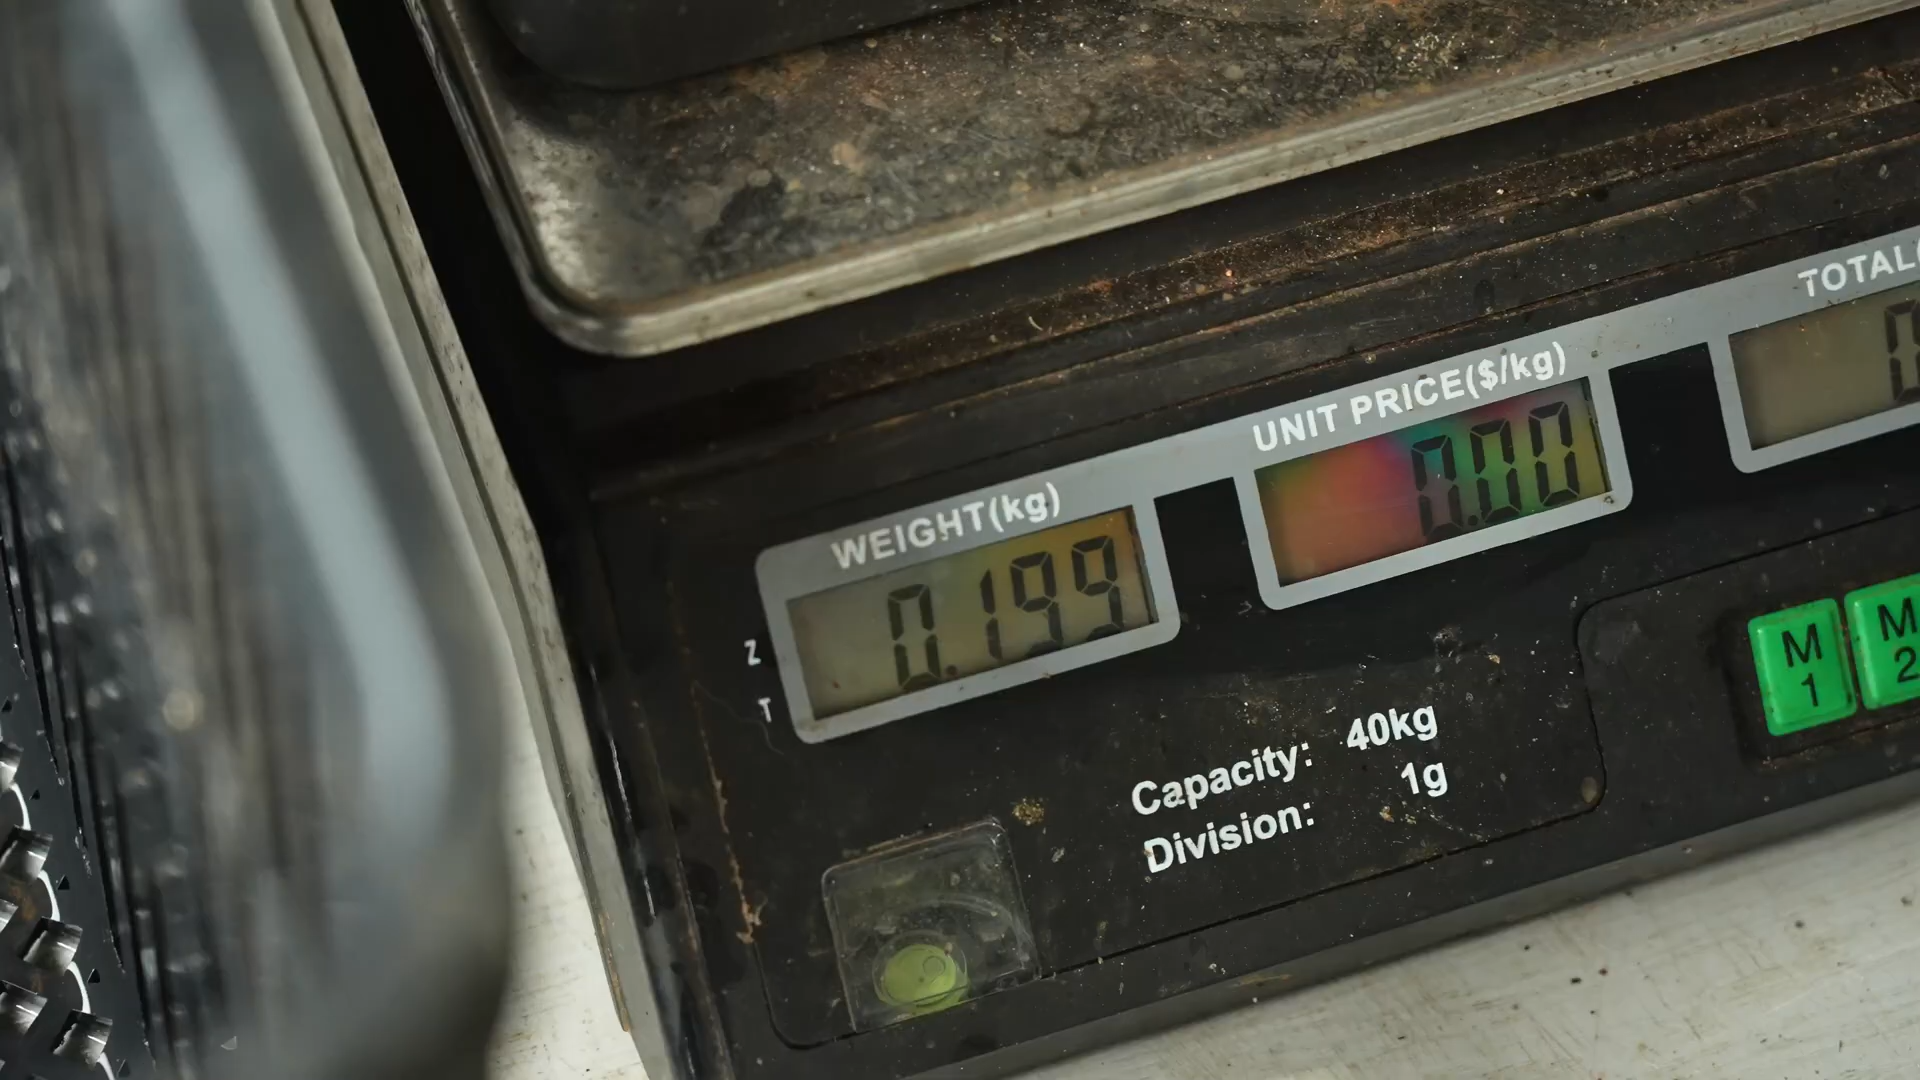 TOTAL
UNIT PRICE($/kg)
0.00
WEIGHT(kg)
0.199
Z
T
M
1
M
2
Capacity: 40kg
Division: 1g